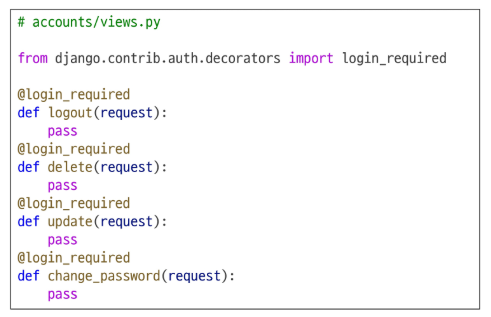 # accounts/views.py

from django.contrib.auth.decorators import login_required

@login_required
def logout(request):
    pass
@login_required
def delete(request):
    pass
@login_required
def update(request):
    pass
@login_required
def change_password(request):
    pass